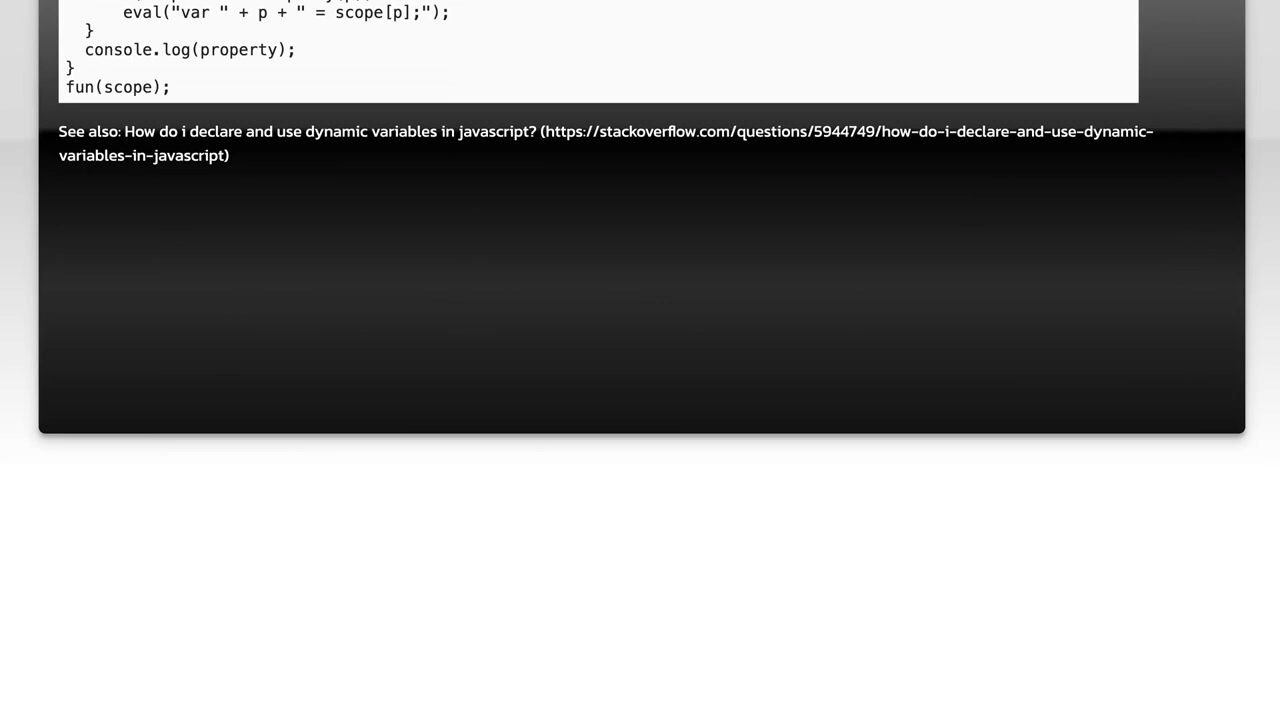 eval("var " + p + " = scope[p];");
}
console.log(property);
}
fun(scope);
See also: How do i declare and use dynamic variables in javascript? (https://stackoverflow.com/questions/5944749/how-do-i-declare-and-use-dynamic-
variables-in-javascript)